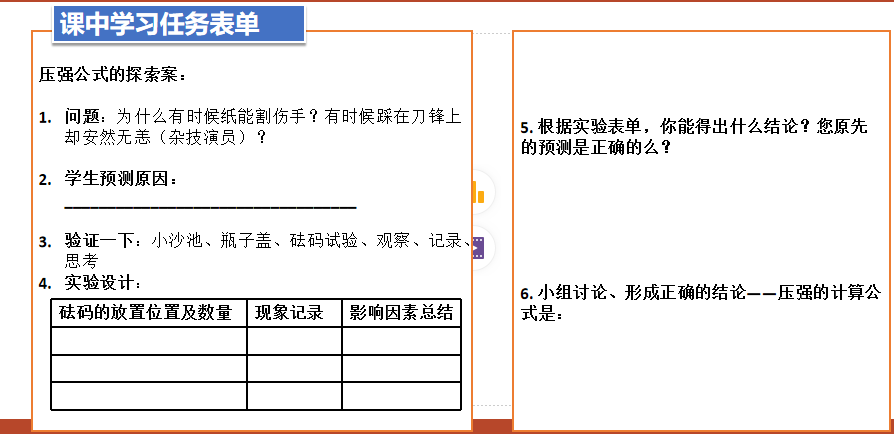 课中学习任务表单
压强公式的探索案：
1. 问题：为什么有时候纸能割伤手？有时候踩在刀锋上
却安然无恙（杂技演员）？
2. 学生预测原因：
__________________________________
3. 验证一下：小沙池、瓶子盖、砝码试验、观察、记录、
思考
4. 实验设计：
砝码的放置位置及数量 现象记录 影响因素总结
5. 根据实验表单，你能得出什么结论？您原先
的预测是正确的么？
6. 小组讨论、形成正确的结论——压强的计算公
式是：